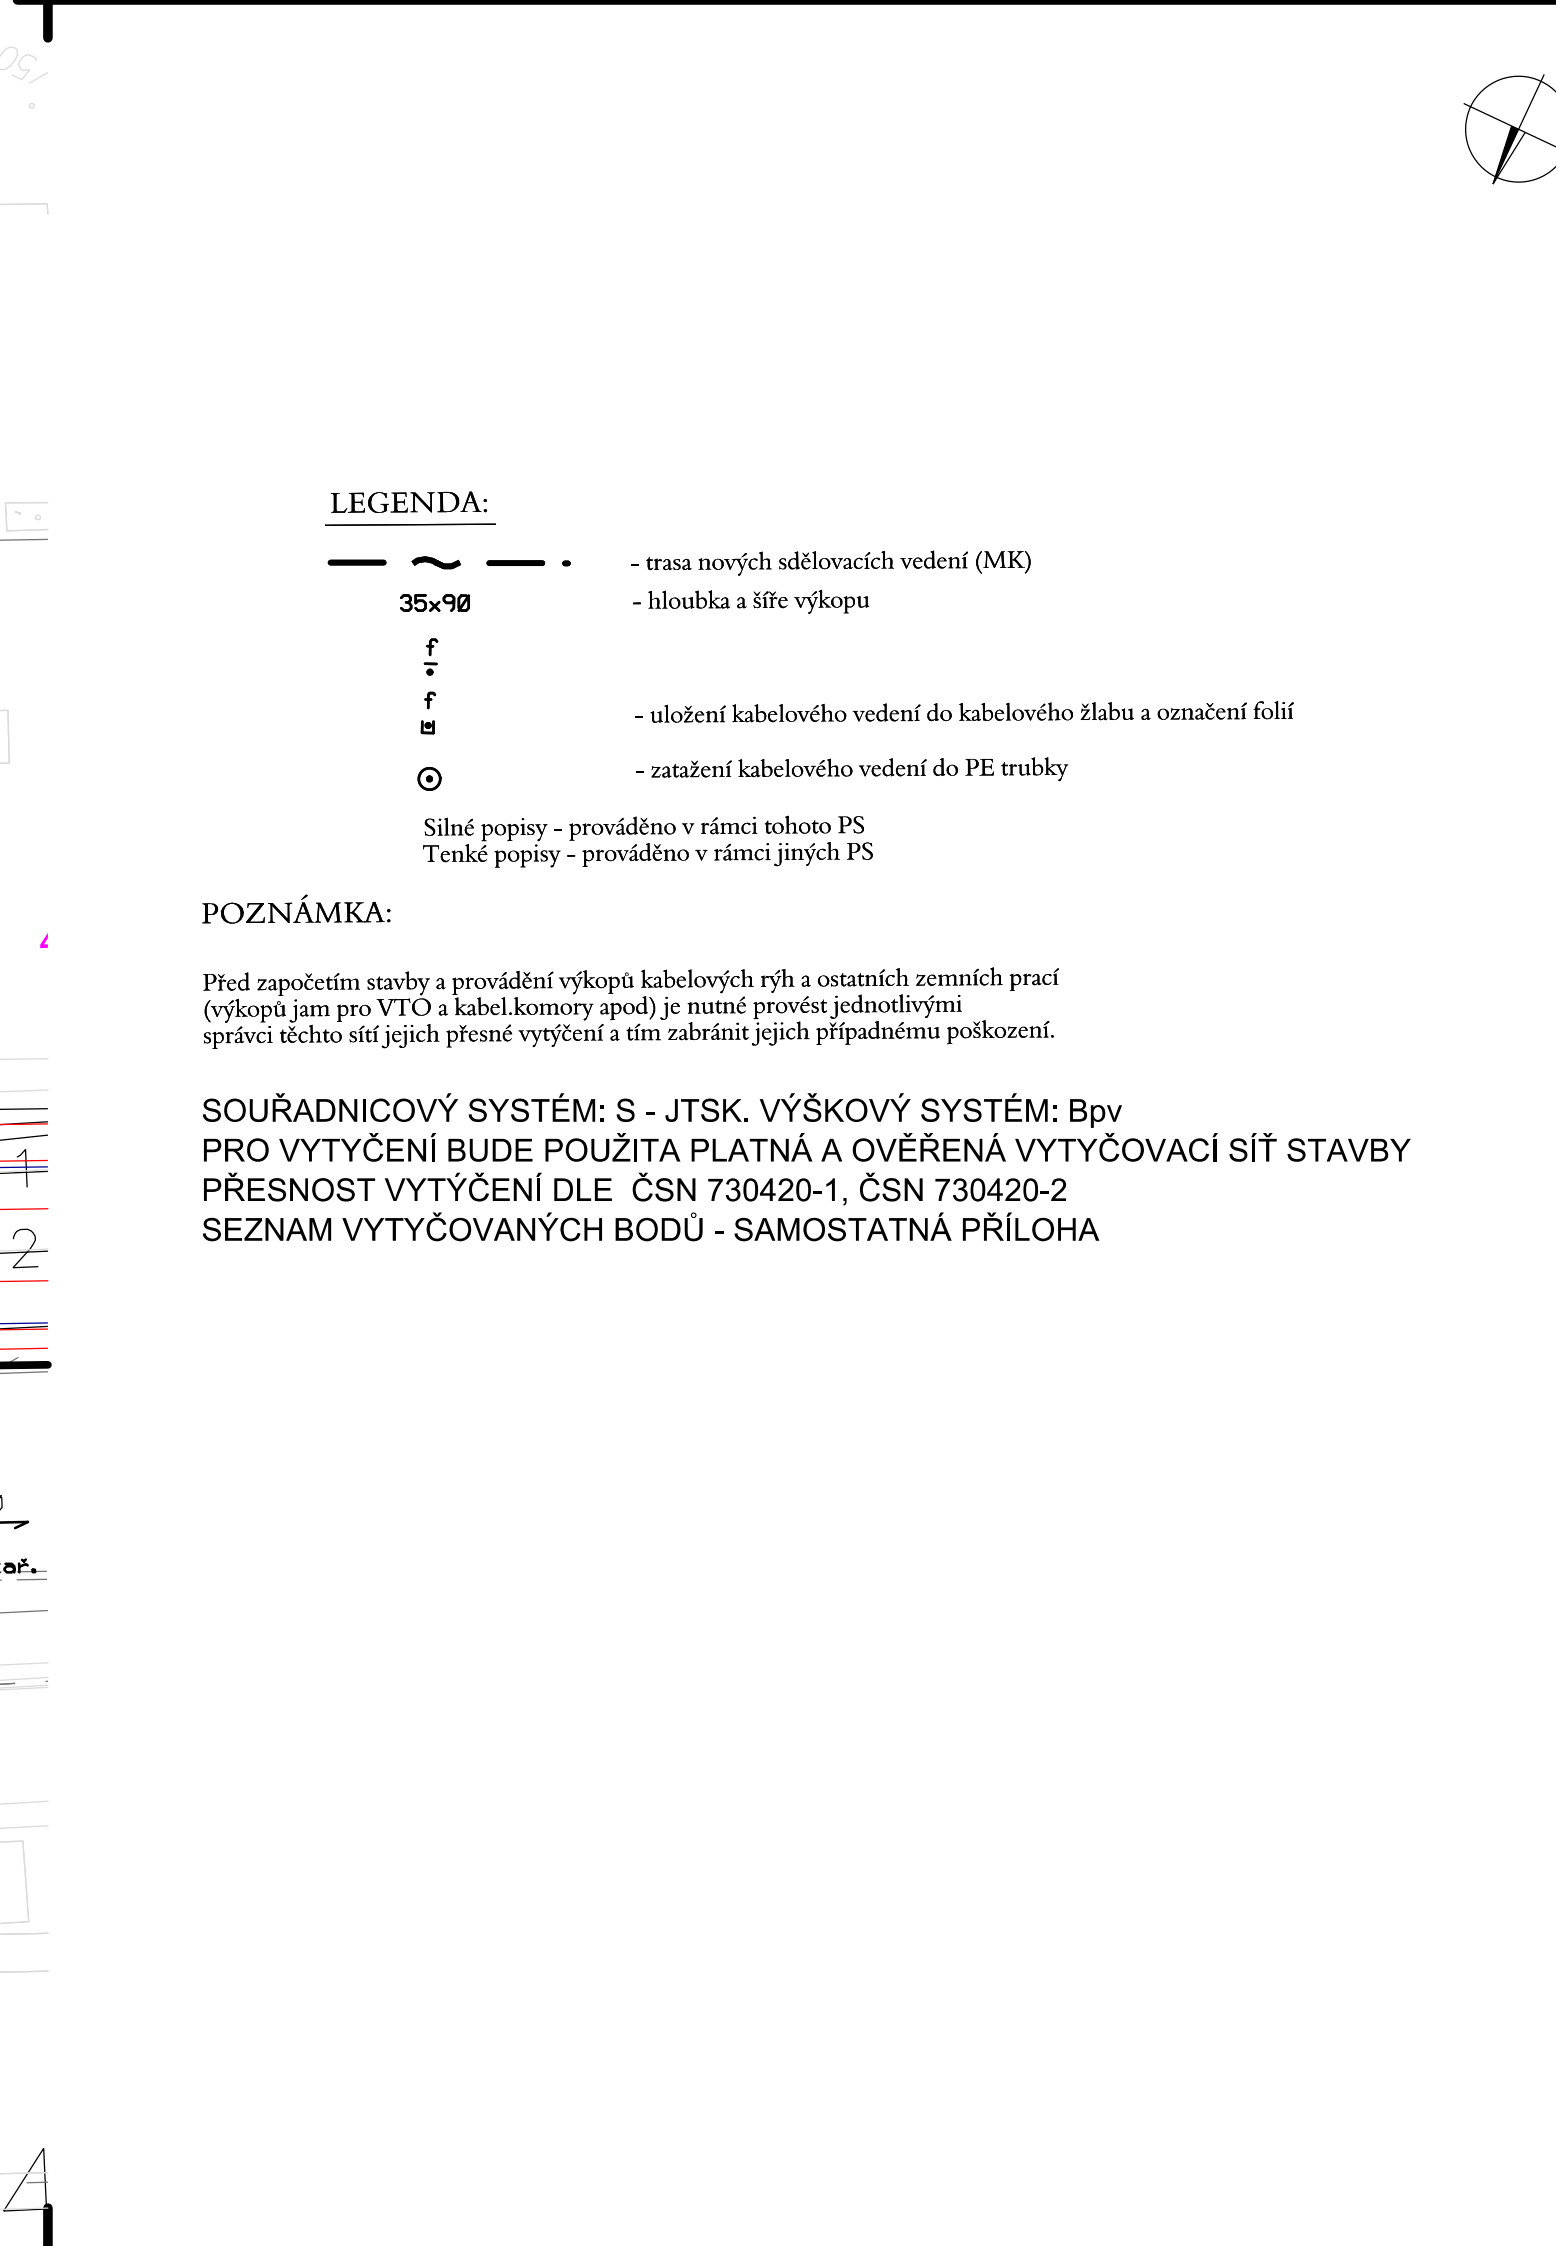 /50
LEGENDA:
- trasa nových sdělovacích vedení (MK)
35x90
- hloubka a šíře výkopu
f
f
- uložení kabelového vedení do kabelového žlabu a označení folií
- zatažení kabelového vedení do PE trubky
Silné popisy - prováděno v rámci tohoto PS
Tenké popisy - prováděno v rámci jiných PS
POZNÁMKA:
Před započetím stavby a provádění výkopů kabelových rýh a ostatních zemních prací
(výkopů jam pro VTO a kabel.komory apod) je nutné provést jednotlivými
správci těchto sítí jejich přesné vytýčení a tím zabránit jejich případnému poškození.
SOUŘADNICOVÝ SYSTÉM: S - JTSK. VÝŠKOVÝ SYSTÉM: Bpv
PRO VYTYČENÍ BUDE POUŽITA PLATNÁ A OVĚŘENÁ VYTYČOVACÍ SÍŤ STAVBY
PŘESNOST VYTÝČENÍ DLE  ČSN 730420-1, ČSN 730420-2
SEZNAM VYTYČOVANÝCH BODŮ - SAMOSTATNÁ PŘÍLOHA
1
2
ař.